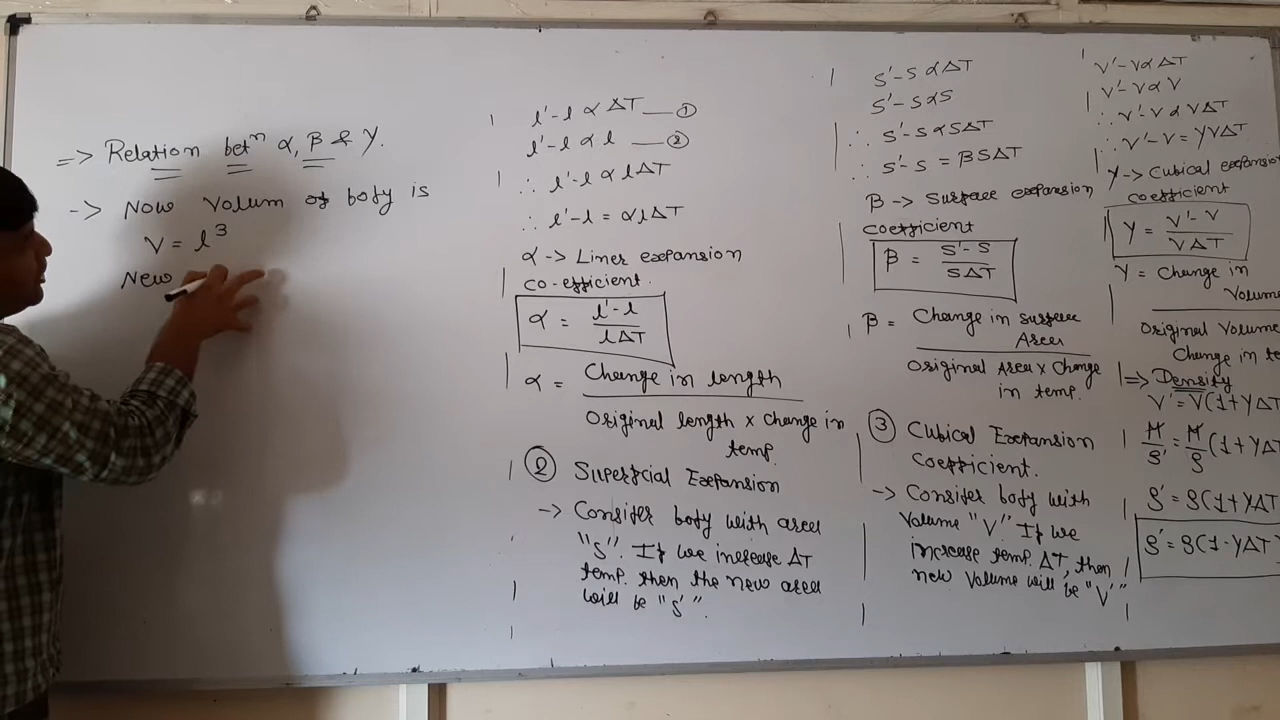 => Relation betⁿ α, β & γ.
-> Now Volum of body is
V = l³
New
l'-l α ΔT —①
l'-l α l —②
∴ l'-l α lΔT
∴ l'-l = αlΔT
α -> Liner expansion
co-efficient.
α = l'-l / lΔT
α = Change in length
Original length x Change in
temp.
② Superficial Expansion
-> Consider body with area
"S". If we increase ΔT
temp. then the new area
will be "S'".
S'-S α ΔT
S'-S α S
∴ S'-S α SΔT
∴ S'-S = βSΔT
β -> Surface expansion
coefficient
β = S'-S / SΔT
β = Change in surface
Area
Original Area x Change
in temp.
③ Cubical Expansion
Coefficient.
-> Consider body with
Volume "V". If we
increase temp. ΔT, then
new Volume will be "V'"
V'-V α ΔT
V'-V α V
∴ V'-V α VΔT
∴ V'-V = γVΔT
γ -> Cubical expansion
coefficient
γ = V'-V / VΔT
γ = Change in
Volume
Original Volume
Change in te
=> Density
V' = V(1+γΔT
M/ρ' = M/ρ (1+γΔT
ρ' = ρ(1+γΔT
ρ' = ρ(1-γΔT)